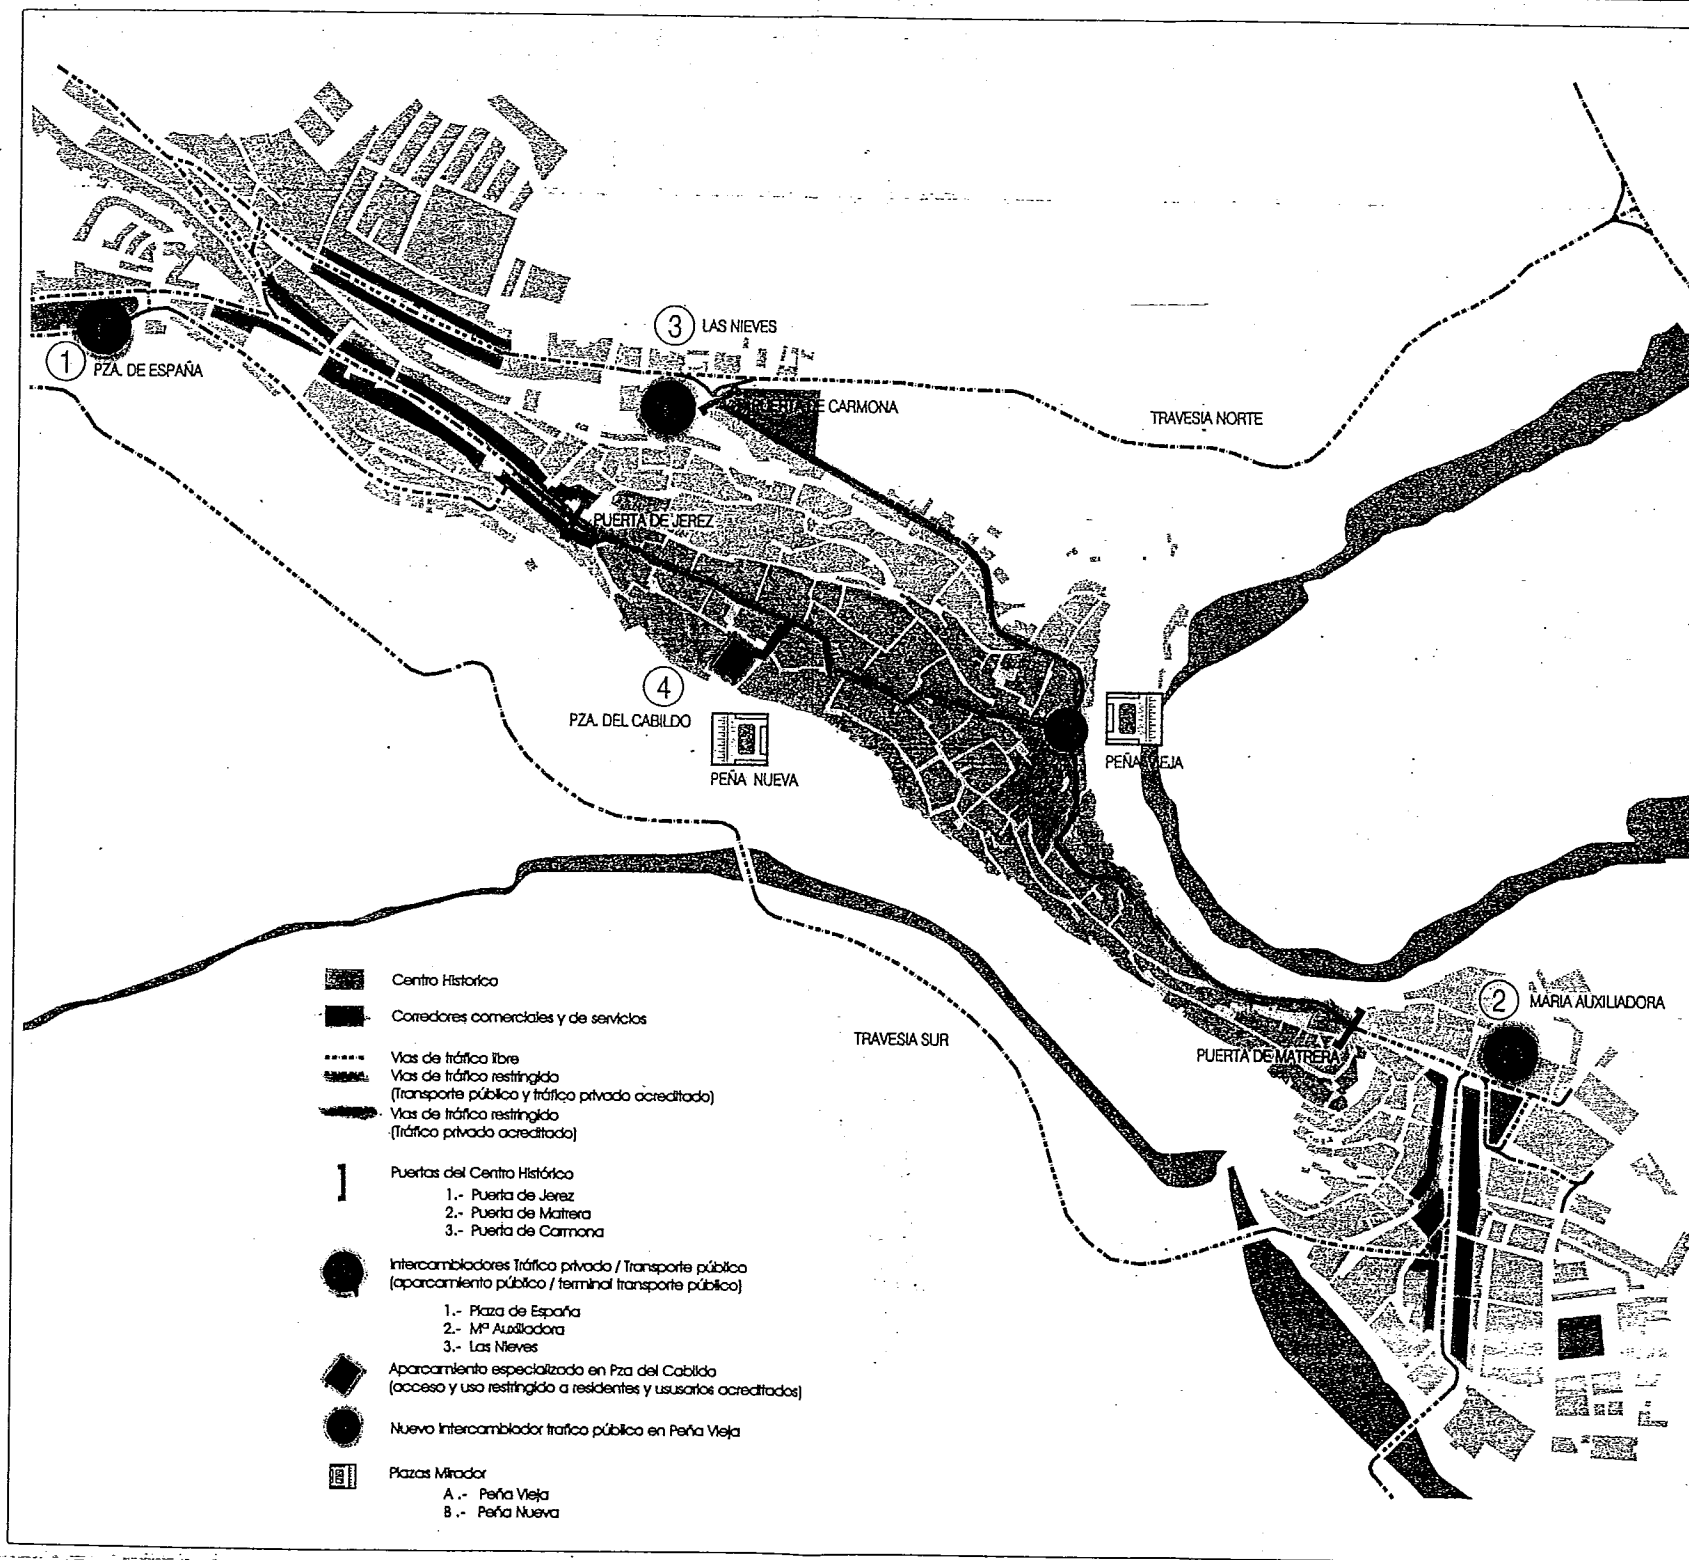 3 LAS NIEVES
1 PZA. DE ESPAÑA
PUERTA DE CARMONA
TRAVESIA NORTE
PUERTA DE JEREZ
4
PZA. DEL CABILDO
PEÑA NUEVA
PEÑA VIEJA
2 MARIA AUXILIADORA
TRAVESIA SUR
PUERTA DE MATRERA
Centro Historico
Corredores comerciales y de servicios
Vias de tráfico libre
Vias de tráfico restringido
(Transporte público y tráfico privado acreditado)
Vias de tráfico restringido
(Tráfico privado acreditado)
Puertas del Centro Histórico
1.- Puerta de Jerez
2.- Puerta de Matrera
3.- Puerta de Carmona
Intercambiadores Tráfico privado / Transporte público
(aparcamiento público / terminal transporte público)
1.- Plaza de España
2.- Mª Auxiliadora
3.- Las Nieves
Aparcamiento especializado en Pza del Cabildo
(acceso y uso restringido a residentes y ususarios acreditados)
Nuevo Intercambiador trafico público en Peña Vieja
Plazas Mirador
A .- Peña Vieja
B .- Peña Nueva